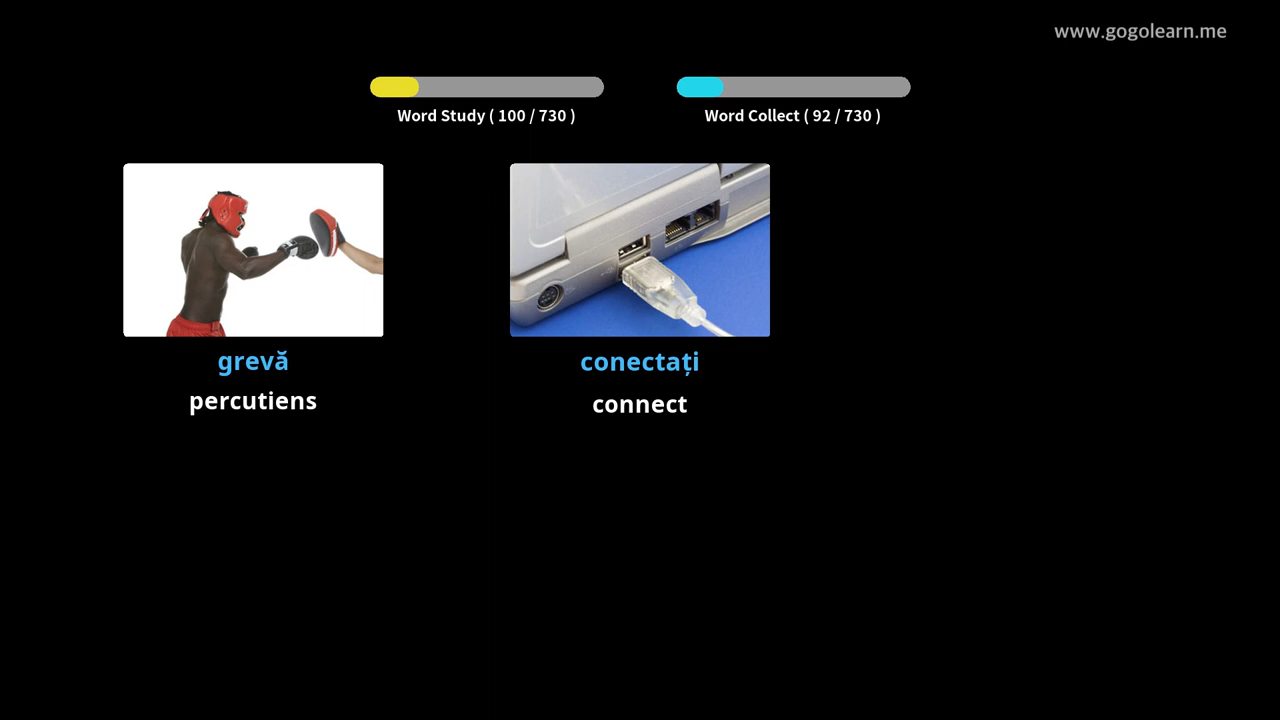 www.gogolearn.me
Word Study ( 100 / 730 )
Word Collect ( 92 / 730 )
grevă
percutiens
conectați
connect